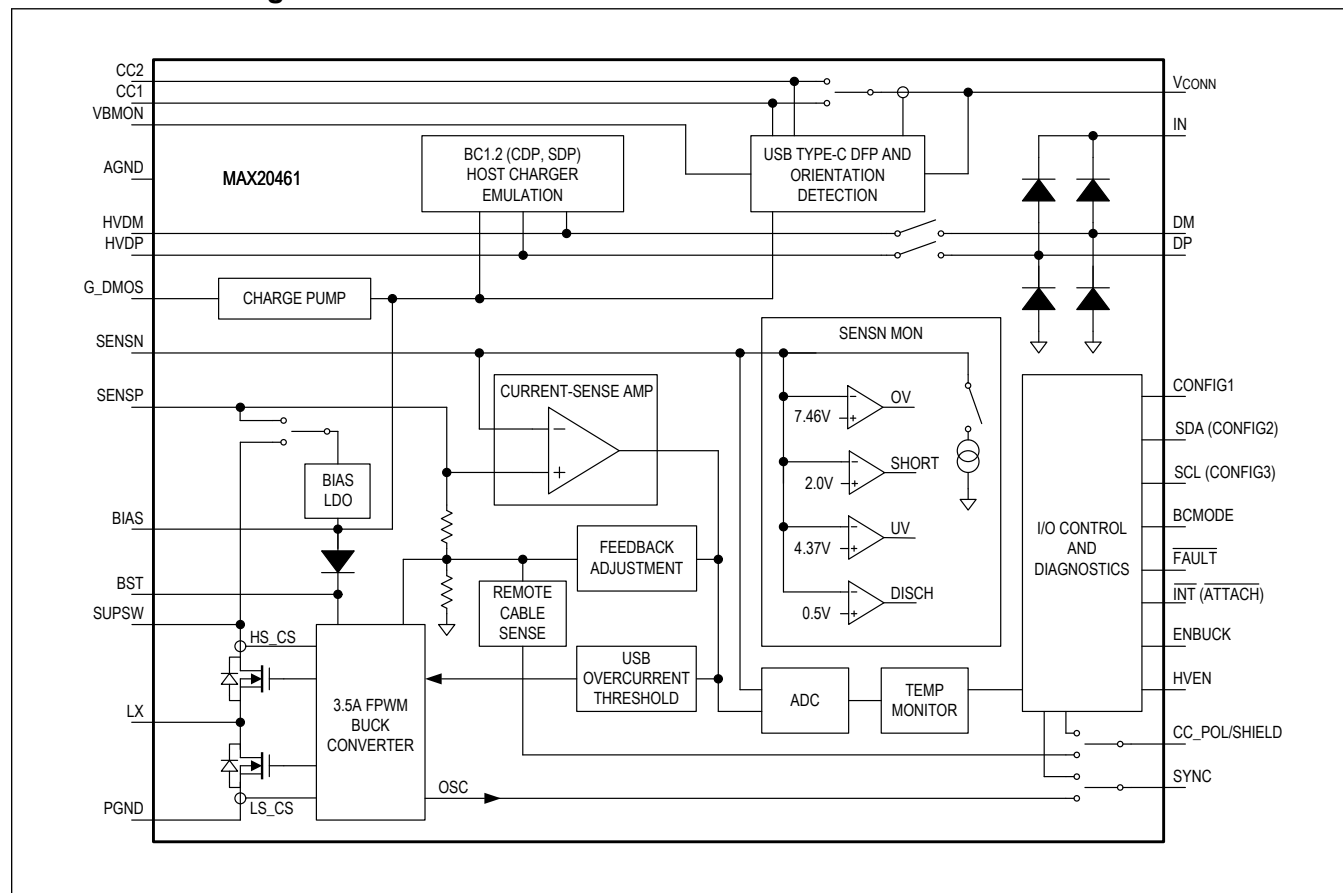 CC2
CC1
VBMON
AGND
HVDM
HVDP
G_DMOS
SENSN
SENSP
BIAS
BST
SUPSW
LX
PGND
MAX20461
BC1.2 (CDP, SDP)
HOST CHARGER
EMULATION
USB TYPE-C DFP AND
ORIENTATION
DETECTION
CHARGE PUMP
CURRENT-SENSE AMP
BIAS
LDO
FEEDBACK
ADJUSTMENT
REMOTE
CABLE
SENSE
USB
OVERCURRENT
THRESHOLD
HS_CS
3.5A FPWM
BUCK
CONVERTER
LS_CS
OSC
SENSN MON
OV
7.46V
SHORT
2.0V
UV
4.37V
DISCH
0.5V
ADC
TEMP
MONITOR
I/O CONTROL
AND
DIAGNOSTICS
VCONN
IN
DM
DP
CONFIG1
SDA (CONFIG2)
SCL (CONFIG3)
BCMODE
FAULT
INT (ATTACH)
ENBUCK
HVEN
CC_POL/SHIELD
SYNC